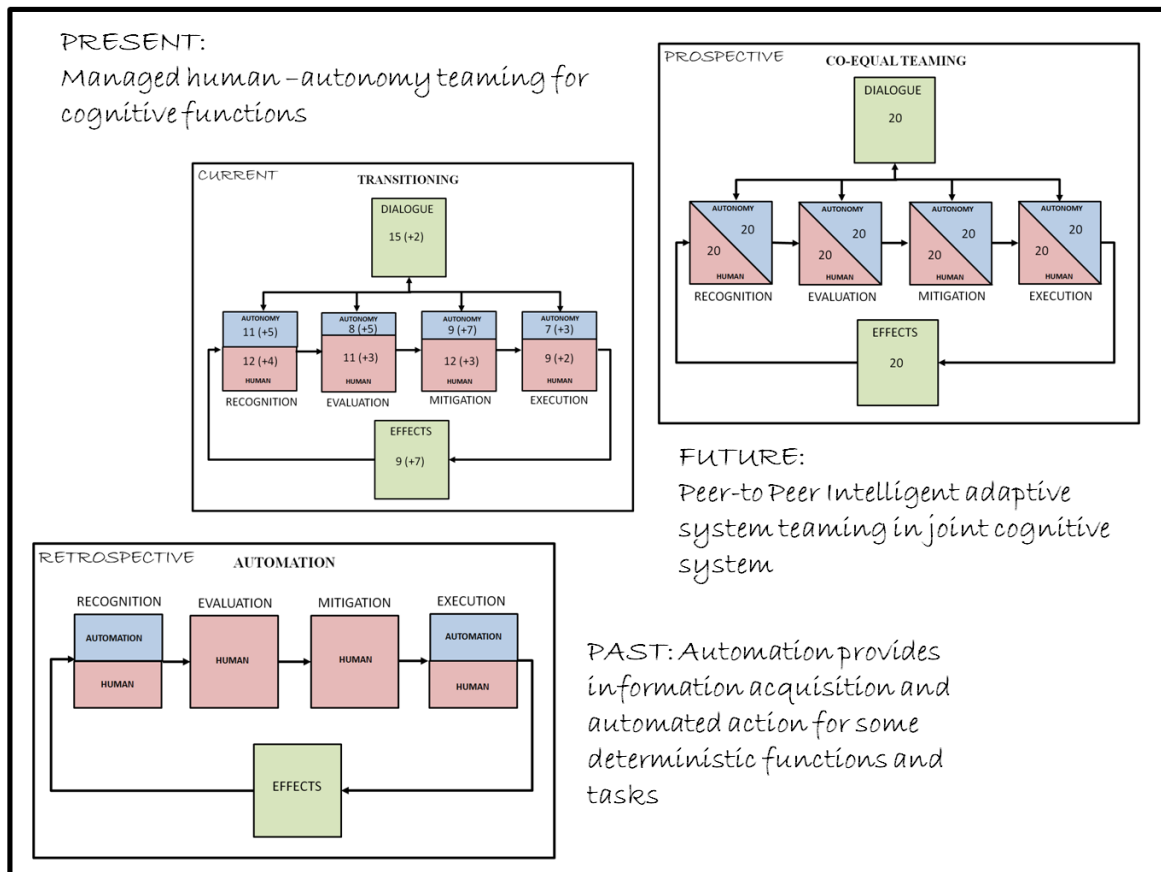 PRESENT:
Managed human – autonomy teaming for
cognitive functions
CURRENT
TRANSITIONING
DIALOGUE
15 (+2)
AUTONOMY
11 (+5)
12 (+4)
HUMAN
RECOGNITION
AUTONOMY
8 (+5)
11 (+3)
HUMAN
EVALUATION
AUTONOMY
9 (+7)
12 (+3)
HUMAN
MITIGATION
AUTONOMY
7 (+3)
9 (+2)
HUMAN
EXECUTION
EFFECTS
9 (+7)
PROSPECTIVE
CO-EQUAL TEAMING
DIALOGUE
20
AUTONOMY
20
20
HUMAN
RECOGNITION
AUTONOMY
20
20
HUMAN
EVALUATION
AUTONOMY
20
20
HUMAN
MITIGATION
AUTONOMY
20
20
HUMAN
EXECUTION
EFFECTS
20
FUTURE:
Peer-to Peer Intelligent adaptive
system teaming in joint cognitive
system
RETROSPECTIVE
AUTOMATION
RECOGNITION
AUTOMATION
HUMAN
EVALUATION
HUMAN
MITIGATION
HUMAN
EXECUTION
AUTOMATION
HUMAN
EFFECTS
PAST: Automation provides
information acquisition and
automated action for some
deterministic functions and
tasks